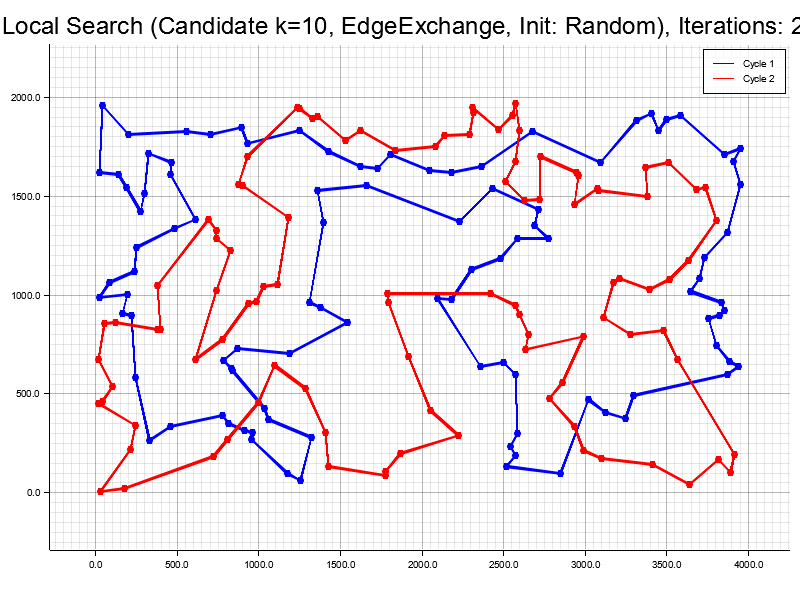 Local Search (Candidate k=10, EdgeExchange, Init: Random), Iterations: 2
Cycle 1
Cycle 2
2000.0
1500.0
1000.0
500.0
0.0
0.0 500.0 1000.0 1500.0 2000.0 2500.0 3000.0 3500.0 4000.0